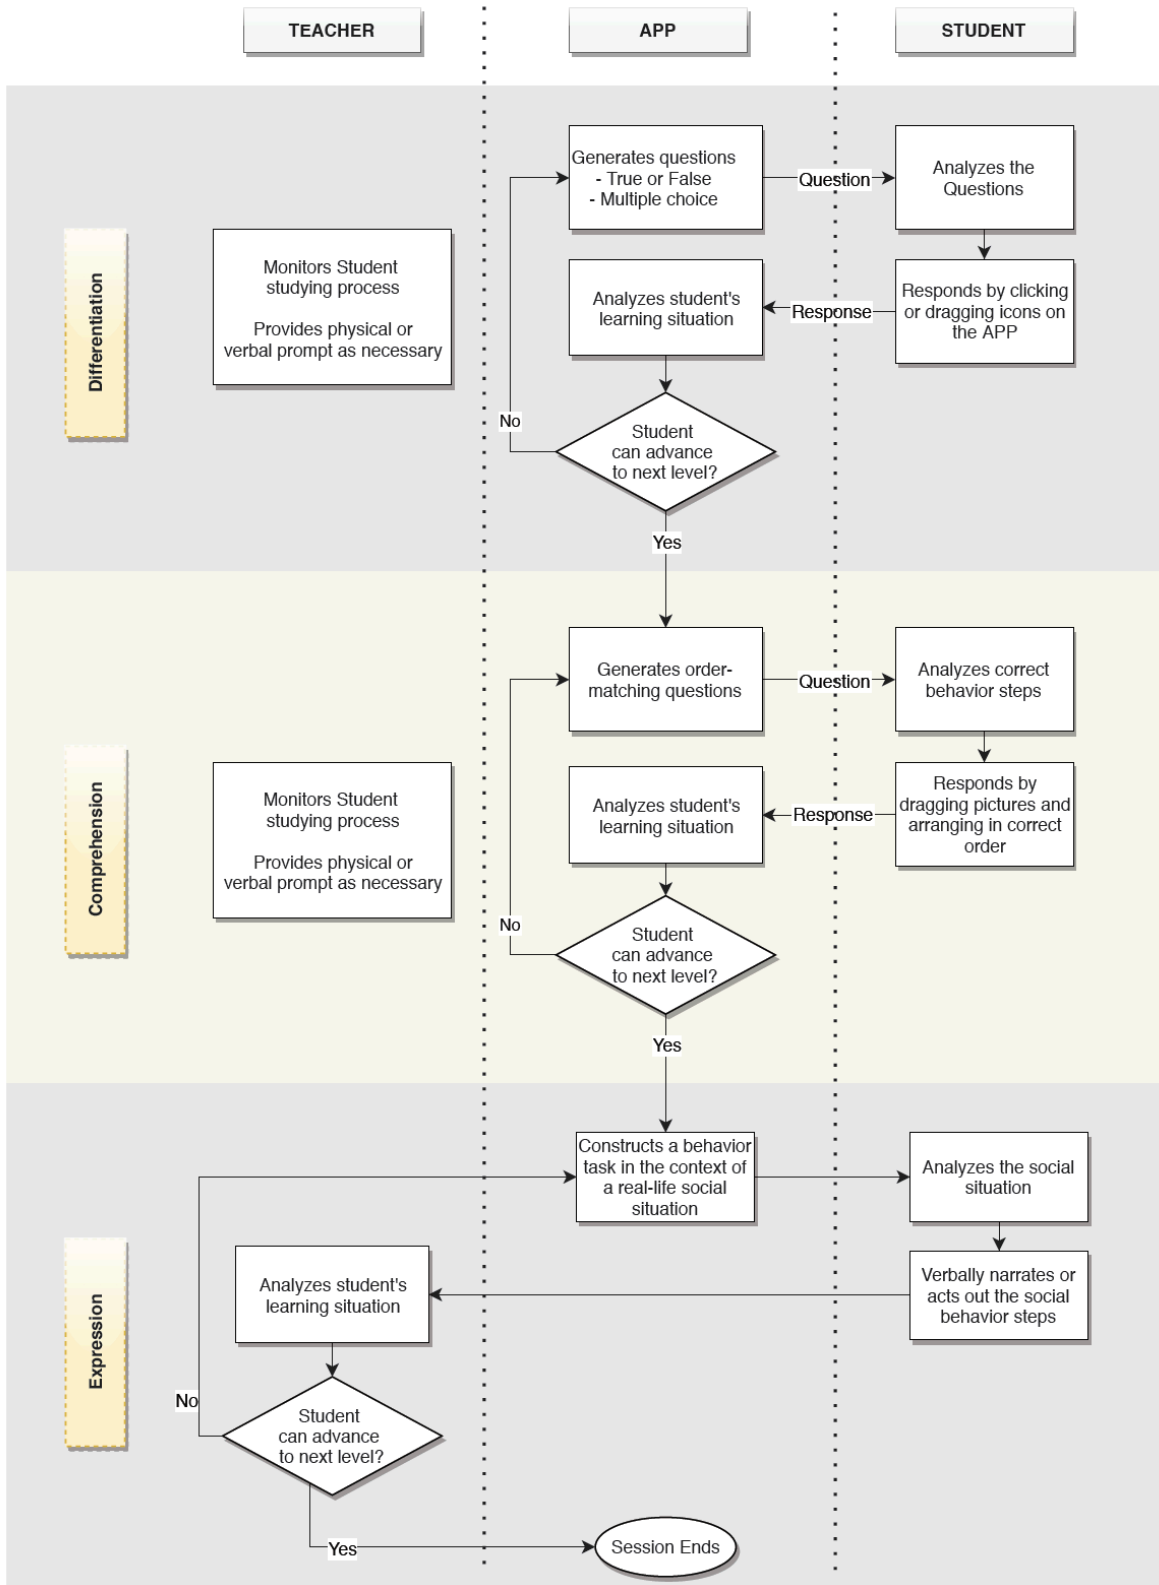 TEACHER
APP
STUDENT
Differentiation
Monitors Student
studying process
Provides physical or
verbal prompt as necessary
Generates questions
- True or False
- Multiple choice
Question
Analyzes the
Questions
Responds by clicking
or dragging icons on
the APP
Response
Analyzes student's
learning situation
Student
can advance
to next level?
No
Yes
Comprehension
Monitors Student
studying process
Provides physical or
verbal prompt as necessary
Generates order-
matching questions
Question
Analyzes correct
behavior steps
Responds by
dragging pictures and
arranging in correct
order
Response
Analyzes student's
learning situation
Student
can advance
to next level?
No
Yes
Expression
Constructs a behavior
task in the context of
a real-life social
situation
Analyzes the social
situation
Verbally narrates or
acts out the social
behavior steps
Analyzes student's
learning situation
Student
can advance
to next level?
No
Yes
Session Ends